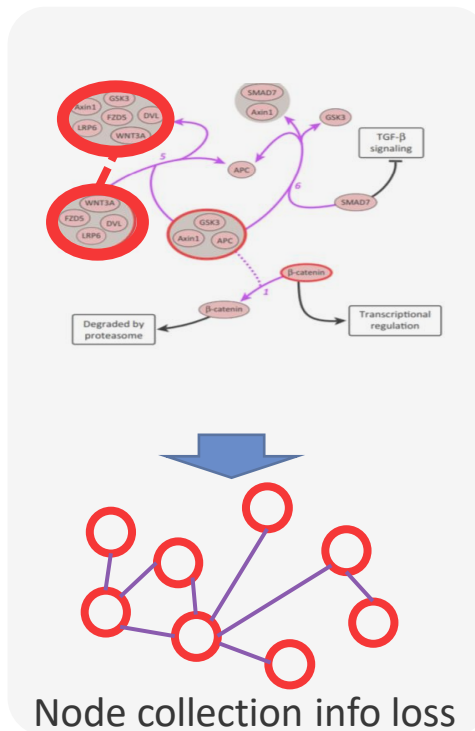 GSK3
Axin1
FZD5
DVL
LRP6
WNT3A
5
SMAD7
Axin1
GSK3
TGF-β
signaling
APC
6
SMAD7
WNT3A
FZD5
DVL
LRP6
GSK3
Axin1
APC
β-catenin
1
β-catenin
Degraded by
proteasome
Transcriptional
regulation
Node collection info loss